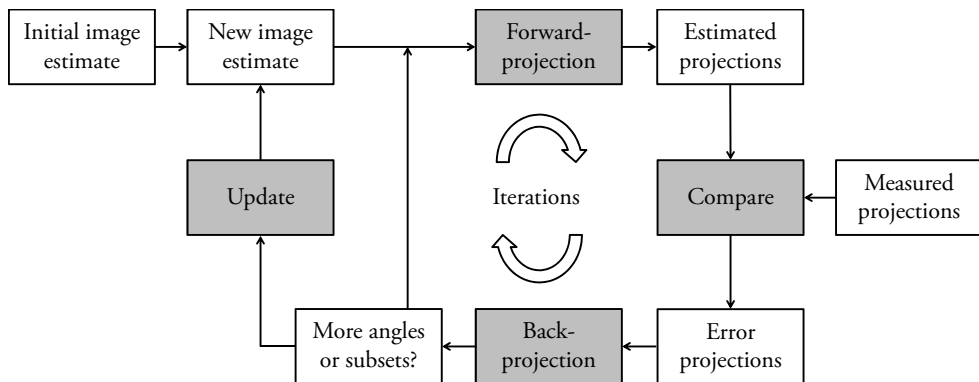 Initial image
estimate
New image
estimate
Forward-
projection
Estimated
projections
Update
Iterations
Compare
Measured
projections
More angles
or subsets?
Back-
projection
Error
projections